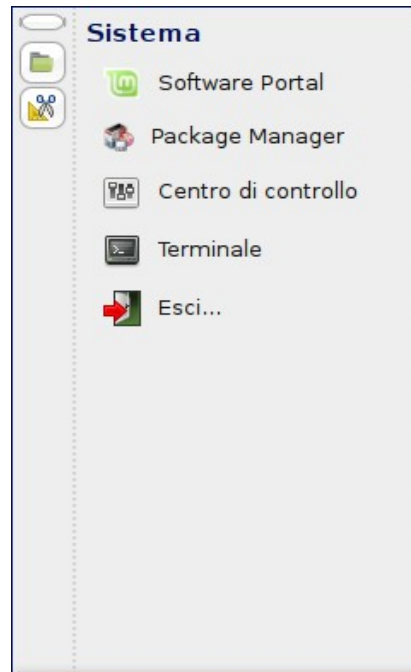 Sistema
Software Portal
Package Manager
Centro di controllo
Terminale
Esci...